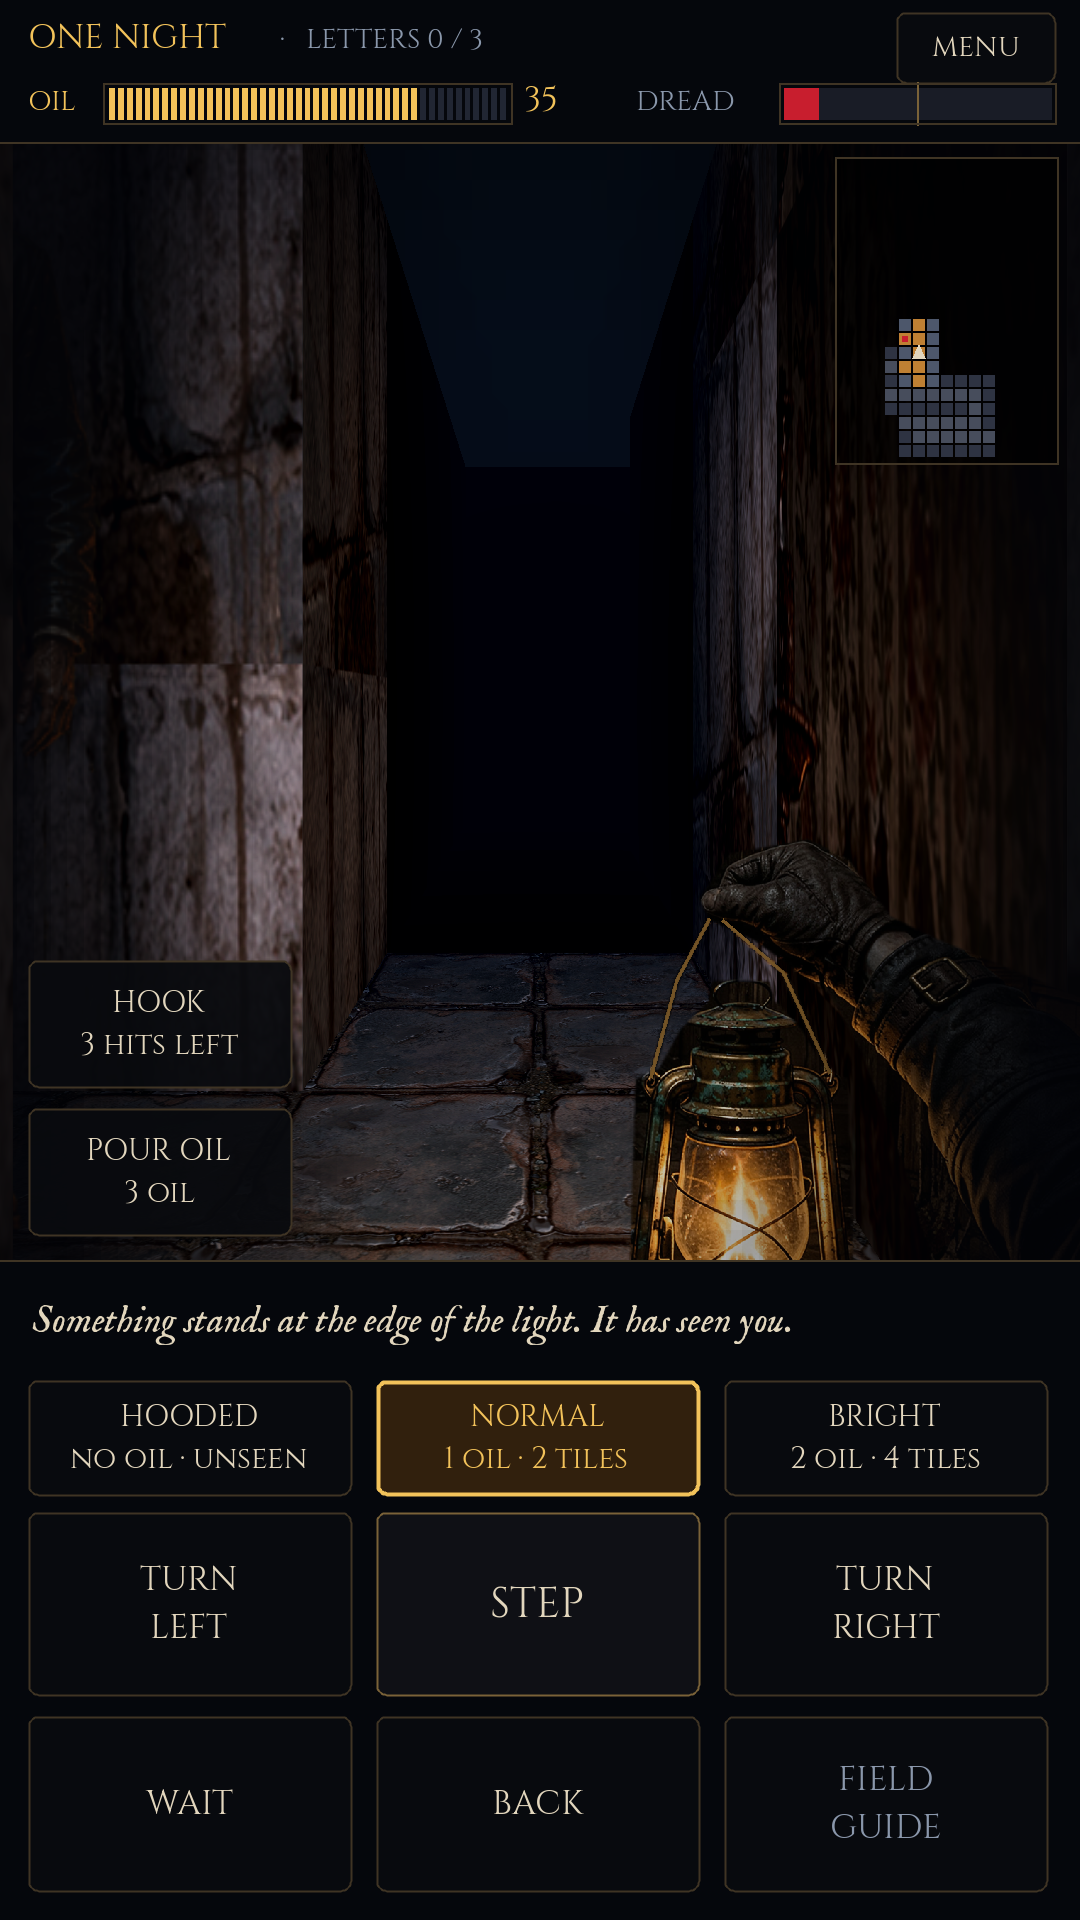 ONE NIGHT · LETTERS 0 / 3
MENU
OIL 35 DREAD
HOOK
3 HITS LEFT
POUR OIL
3 OIL
Something stands at the edge of the light. It has seen you.
HOODED
NO OIL · UNSEEN
NORMAL
1 OIL · 2 TILES
BRIGHT
2 OIL · 4 TILES
TURN
LEFT
STEP
TURN
RIGHT
WAIT
BACK
FIELD
GUIDE